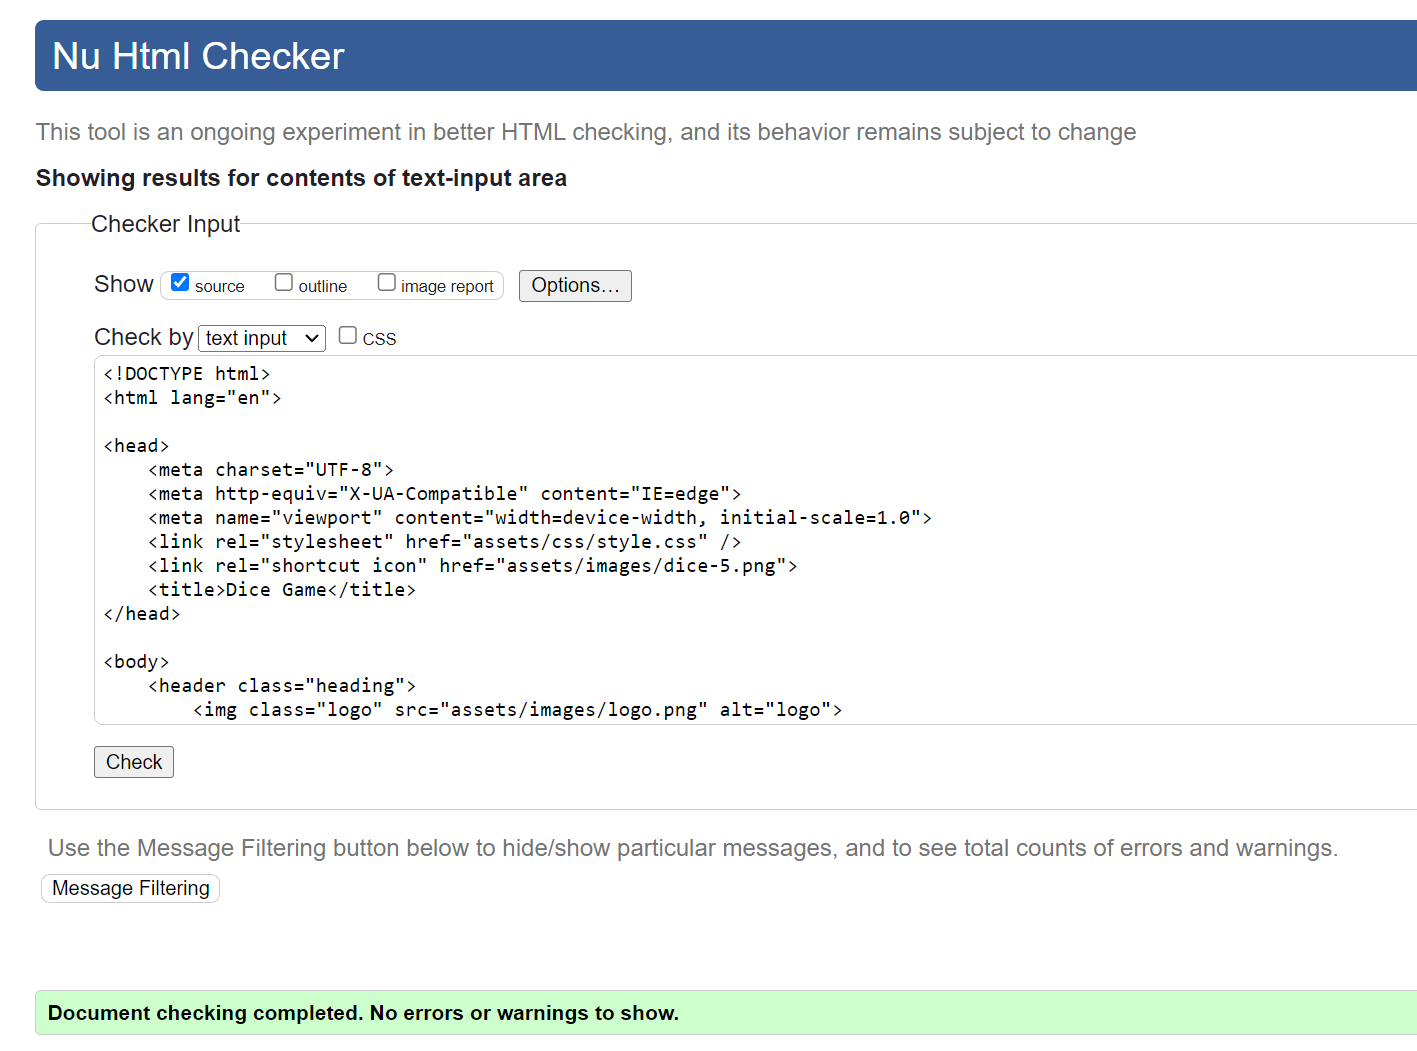 Nu Html Checker
This tool is an ongoing experiment in better HTML checking, and its behavior remains subject to change
Showing results for contents of text-input area
Checker Input
Show source outline image report Options...
Check by text input CSS
<!DOCTYPE html>
<html lang="en">
<head>
    <meta charset="UTF-8">
    <meta http-equiv="X-UA-Compatible" content="IE=edge">
    <meta name="viewport" content="width=device-width, initial-scale=1.0">
    <link rel="stylesheet" href="assets/css/style.css" />
    <link rel="shortcut icon" href="assets/images/dice-5.png">
    <title>Dice Game</title>
</head>
<body>
    <header class="heading">
        <img class="logo" src="assets/images/logo.png" alt="logo">
Check
Use the Message Filtering button below to hide/show particular messages, and to see total counts of errors and warnings.
Message Filtering
Document checking completed. No errors or warnings to show.